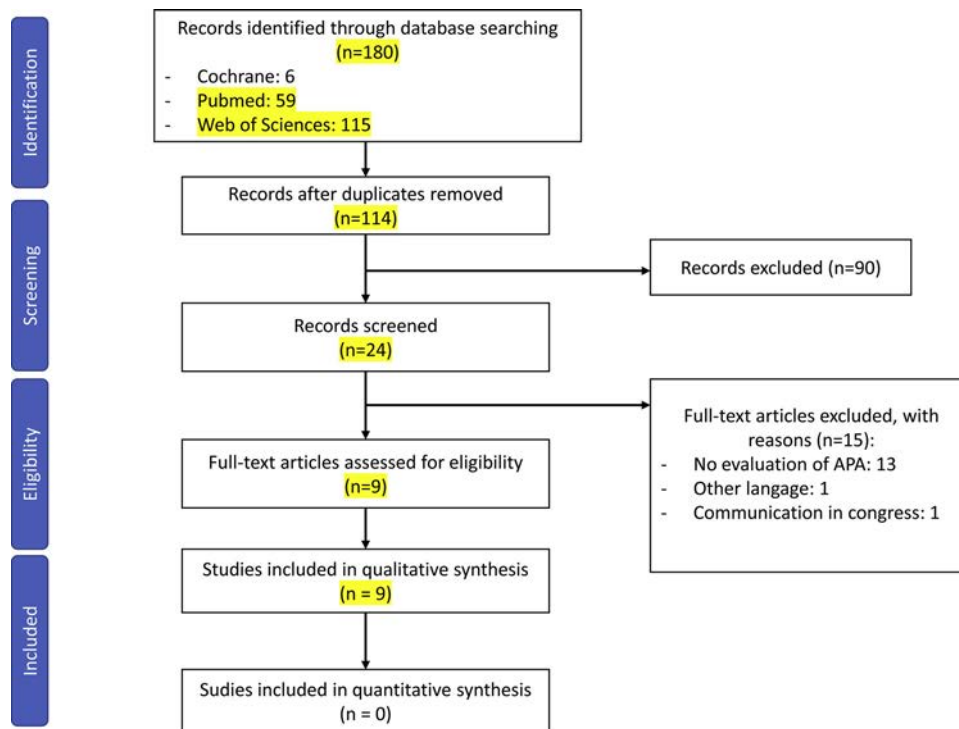 Identification
Records identified through database searching
(n=180)
- Cochrane: 6
- Pubmed: 59
- Web of Sciences: 115
Records after duplicates removed
(n=114)
Screening
Records excluded (n=90)
Records screened
(n=24)
Eligibility
Full-text articles excluded, with
reasons (n=15):
- No evaluation of APA: 13
- Other langage: 1
- Communication in congress: 1
Full-text articles assessed for eligibility
(n=9)
Included
Studies included in qualitative synthesis
(n = 9)
Sudies included in quantitative synthesis
(n = 0)